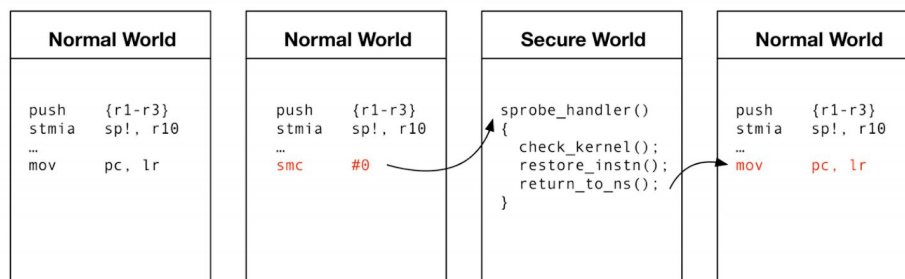 Normal World
push {r1-r3}
stmia sp!, r10
…
mov pc, lr
Normal World
push {r1-r3}
stmia sp!, r10
…
smc #0
Secure World
sprobe_handler()
{
check_kernel();
restore_instn();
return_to_ns();
}
Normal World
push {r1-r3}
stmia sp!, r10
…
mov pc, lr